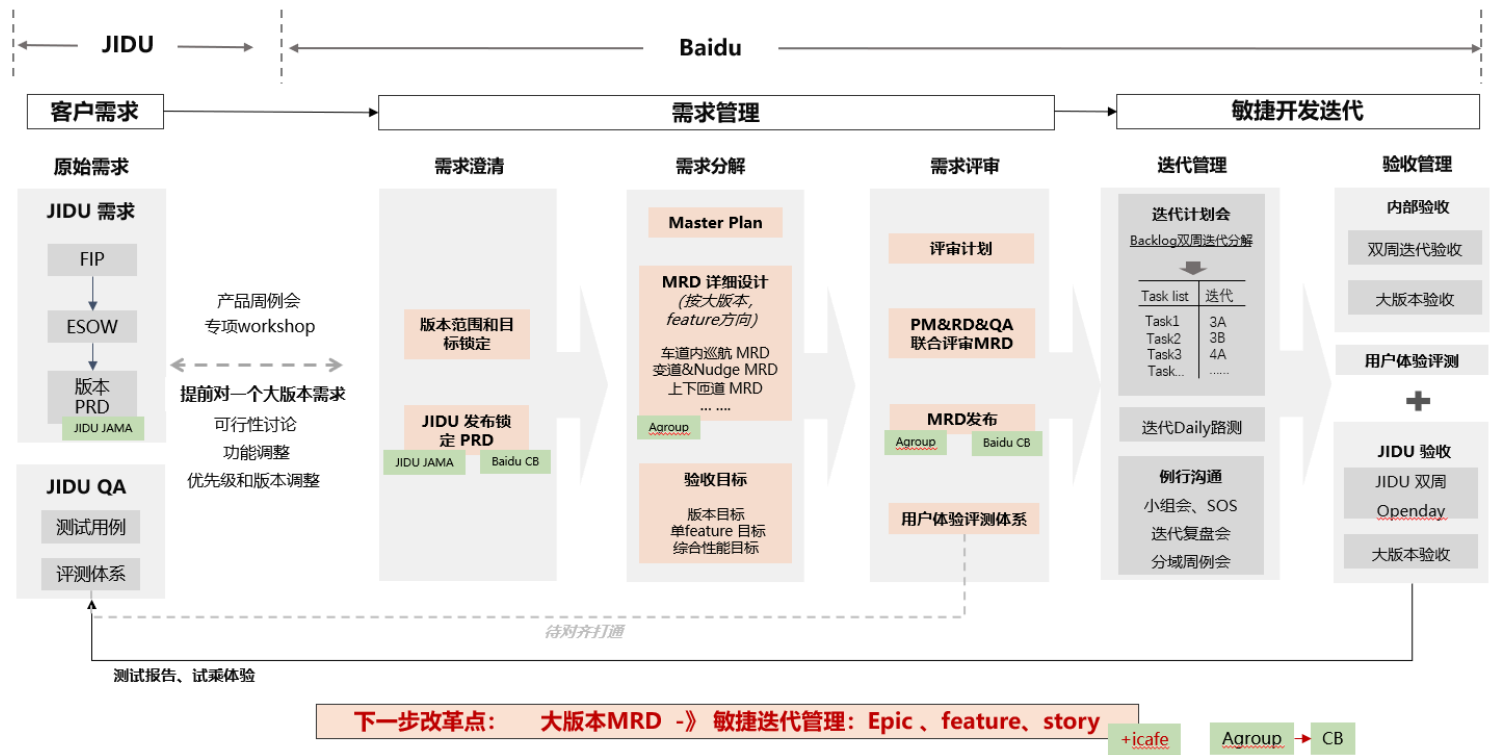 JIDU
Baidu
客户需求
需求管理
敏捷开发迭代
原始需求
JIDU 需求
FIP
ESOW
版本
PRD
JIDU JAMA
JIDU QA
测试用例
评测体系
产品周例会
专项workshop
提前对一个大版本需求
可行性讨论
功能调整
优先级和版本调整
需求澄清
版本范围和目
标锁定
JIDU 发布锁
定 PRD
JIDU JAMA
Baidu CB
需求分解
Master Plan
MRD 详细设计
(按大版本，
feature方向)
车道内巡航 MRD
变道&Nudge MRD
上下匝道 MRD
... ....
Agroup
验收目标
版本目标
单feature 目标
综合性能目标
需求评审
评审计划
PM&RD&QA
联合评审MRD
MRD发布
Agroup
Baidu CB
用户体验评测体系
迭代管理
迭代计划会
Backlog双周迭代分解
Task list 迭代
Task1 3A
Task2 3B
Task3 4A
Task... ......
迭代Daily路测
例行沟通
小组会、SOS
迭代复盘会
分域周例会
验收管理
内部验收
双周迭代验收
大版本验收
用户体验评测
JIDU 验收
JIDU 双周
Openday
大版本验收
待对齐打通
测试报告、试乘体验
下一步改革点： 大版本MRD -》 敏捷迭代管理：Epic 、feature、story
+icafe
Agroup
CB